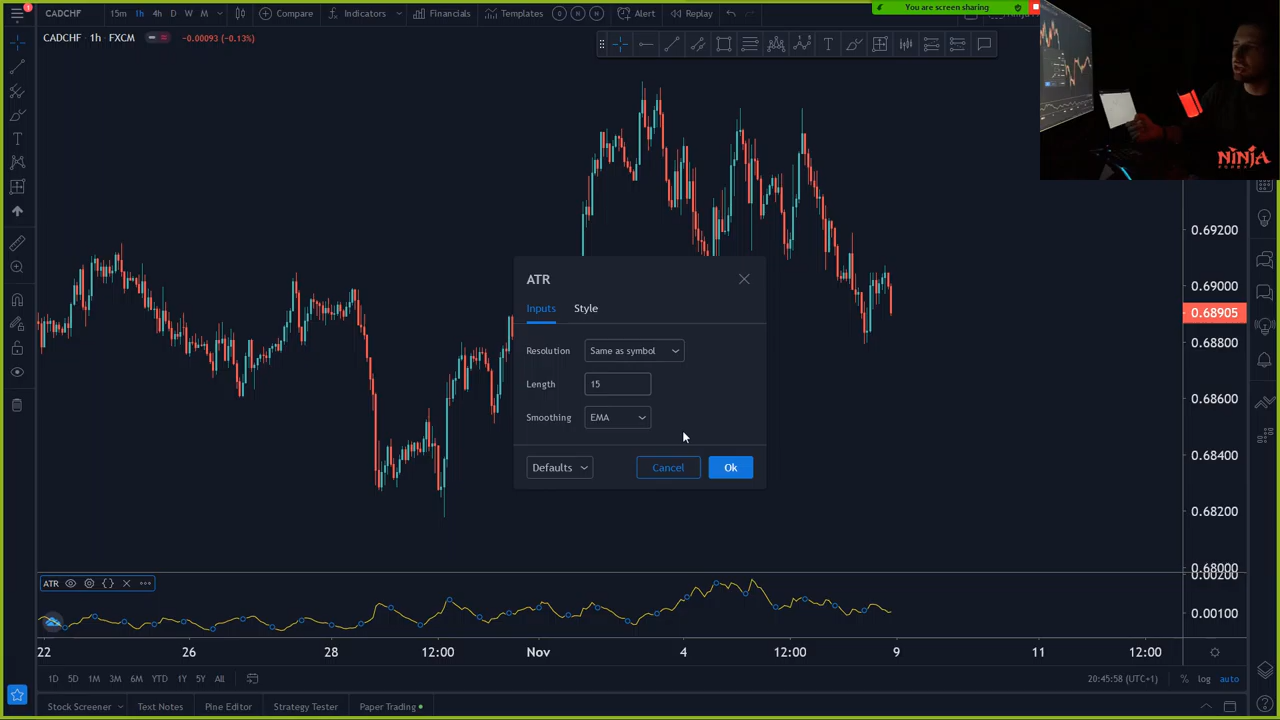 CADCHF
15m 1h 4h D W M
Compare
Indicators
Financials
Templates
O N N
Alert
Replay
You are screen sharing
CADCHF · 1h · FXCM
-0.00093 (-0.13%)
NINJA
0.69200
0.69000
0.68905
0.68800
0.68600
0.68400
0.68200
0.68000
0.00200
0.00100
ATR
Inputs Style
Resolution Same as symbol
Length 15
Smoothing EMA
Defaults Cancel Ok
ATR
22 26 28 12:00 Nov 4 12:00 9 11 12:00
1D 5D 1M 3M 6M YTD 1Y 5Y All
20:45:58 (UTC+1) % log auto
Stock Screener Text Notes Pine Editor Strategy Tester Paper Trading